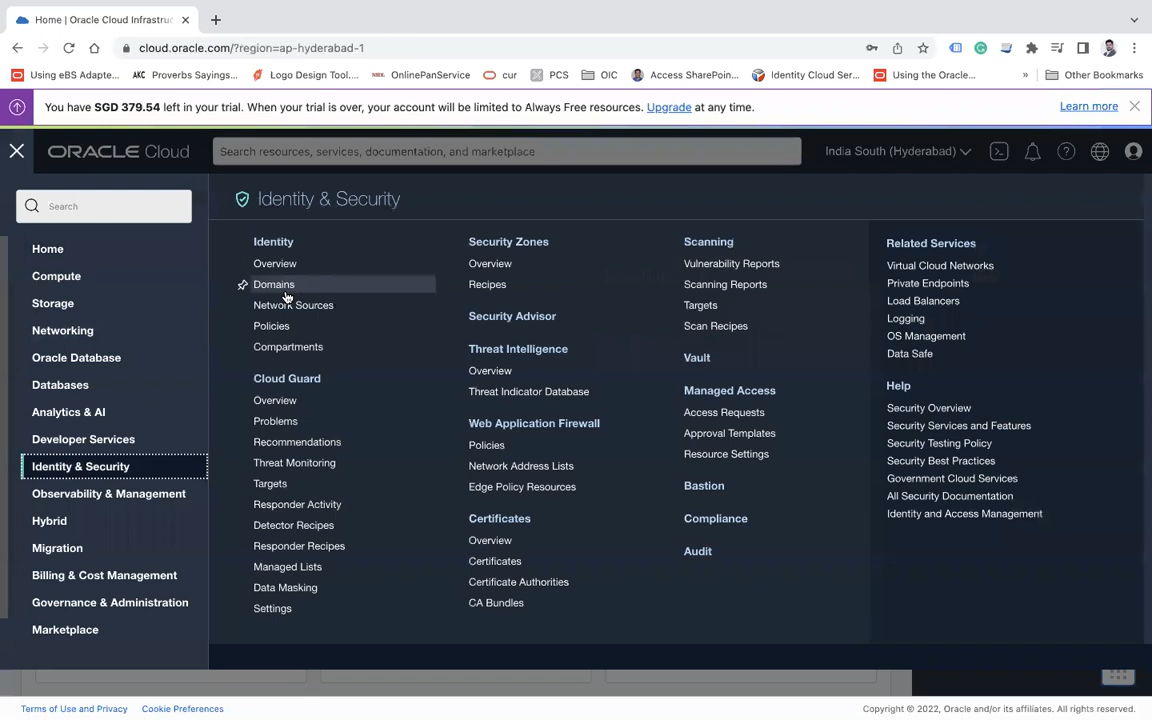 Home | Oracle Cloud Infrastruc
cloud.oracle.com/?region=ap-hyderabad-1
Using eBS Adapte...
AKC Proverbs Sayings...
Logo Design Tool....
OnlinePanService
cur
PCS
OIC
Access SharePoin...
Identity Cloud Ser...
Using the Oracle...
»
Other Bookmarks
You have SGD 379.54 left in your trial. When your trial is over, your account will be limited to Always Free resources. Upgrade at any time.
Learn more
ORACLE Cloud
Search resources, services, documentation, and marketplace
India South (Hyderabad)
Search
Home
Compute
Storage
Networking
Oracle Database
Databases
Analytics & AI
Developer Services
Identity & Security
Observability & Management
Hybrid
Migration
Billing & Cost Management
Governance & Administration
Marketplace
Identity & Security
Identity
Overview
Domains
Network Sources
Policies
Compartments
Cloud Guard
Overview
Problems
Recommendations
Threat Monitoring
Targets
Responder Activity
Detector Recipes
Responder Recipes
Managed Lists
Data Masking
Settings
Security Zones
Overview
Recipes
Security Advisor
Threat Intelligence
Overview
Threat Indicator Database
Web Application Firewall
Policies
Network Address Lists
Edge Policy Resources
Certificates
Overview
Certificates
Certificate Authorities
CA Bundles
Scanning
Vulnerability Reports
Scanning Reports
Targets
Scan Recipes
Vault
Managed Access
Access Requests
Approval Templates
Resource Settings
Bastion
Compliance
Audit
Related Services
Virtual Cloud Networks
Private Endpoints
Load Balancers
Logging
OS Management
Data Safe
Help
Security Overview
Security Services and Features
Security Testing Policy
Security Best Practices
Government Cloud Services
All Security Documentation
Identity and Access Management
Terms of Use and Privacy
Cookie Preferences
Copyright © 2022, Oracle and/or its affiliates. All rights reserved.